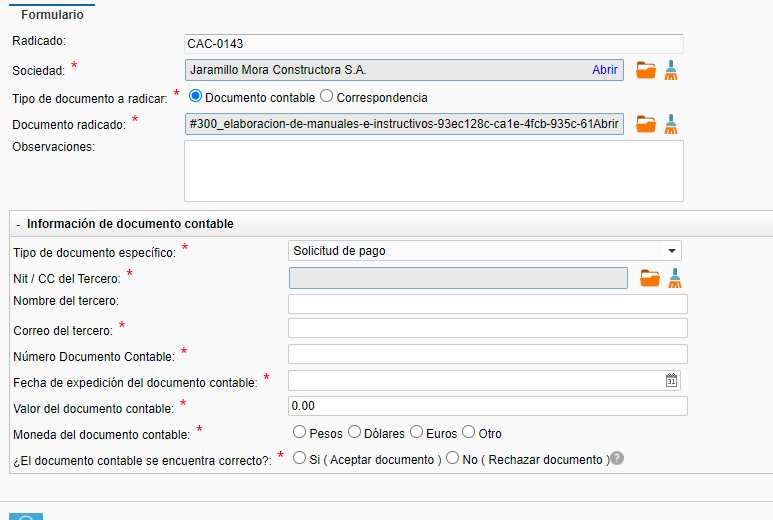 Formulario
Radicado: CAC-0143
Sociedad: * Jaramillo Mora Constructora S.A. Abrir
Tipo de documento a radicar: * Documento contable Correspondencia
Documento radicado: * #300_elaboracion-de-manuales-e-instructivos-93ec128c-ca1e-4fcb-935c-61Abrir
Observaciones:
- Información de documento contable
Tipo de documento específico: * Solicitud de pago
Nit / CC del Tercero: *
Nombre del tercero:
Correo del tercero: *
Número Documento Contable: *
Fecha de expedición del documento contable: * 31
Valor del documento contable: * 0.00
Moneda del documento contable: * Pesos Dólares Euros Otro
¿El documento contable se encuentra correcto?: * Si ( Aceptar documento ) No ( Rechazar documento ) ?